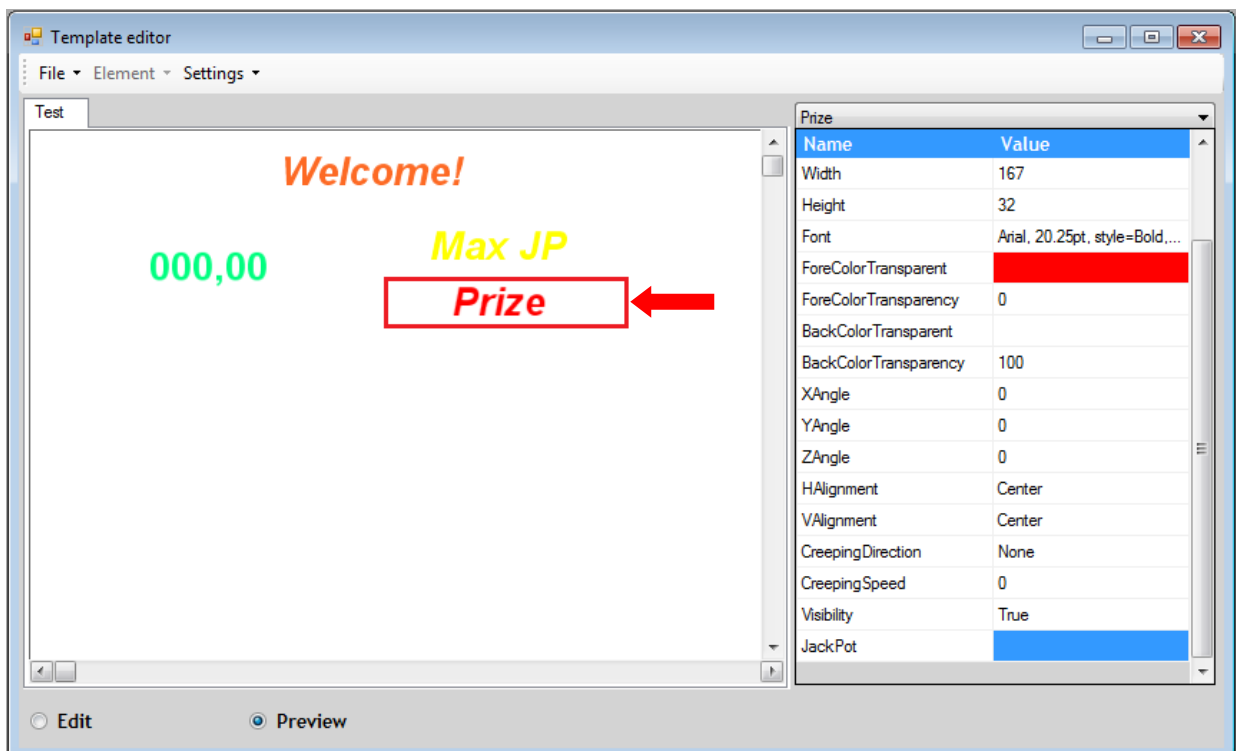 Template editor
File Element Settings
Test
Welcome!
000,00
Max JP
Prize
Prize
Name Value
Width 167
Height 32
Font Arial, 20.25pt, style=Bold,...
ForeColorTransparent
ForeColorTransparency 0
BackColorTransparent
BackColorTransparency 100
XAngle 0
YAngle 0
ZAngle 0
HAlignment Center
VAlignment Center
CreepingDirection None
CreepingSpeed 0
Visibility True
JackPot
Edit Preview